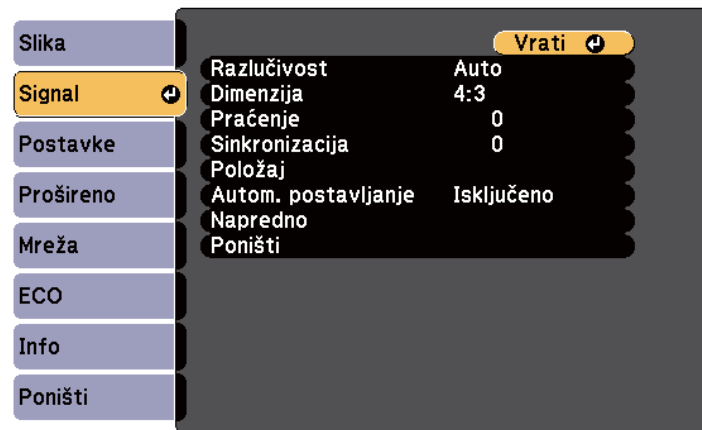 Slika
Signal
Postavke
Prošireno
Mreža
ECO
Info
Poništi
Vrati
Razlučivost Auto
Dimenzija 4:3
Praćenje 0
Sinkronizacija 0
Položaj
Autom. postavljanje Isključeno
Napredno
Poništi